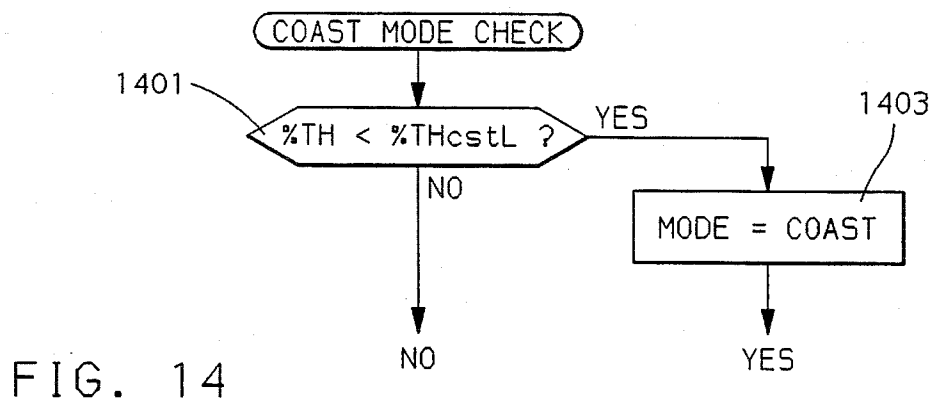 COAST MODE CHECK
1401
%TH < %THcstL ?
YES
1403
NO
MODE = COAST
NO
YES
FIG. 14